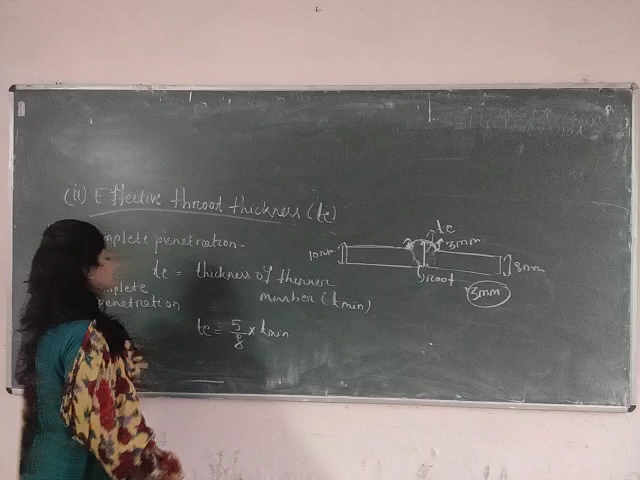 (ii) Effective throat thickness (te)
mplete penetration -
te = thickness of thinner
member (tmin)
mplete
penetration
te = 5/8 x tmin
te
3mm
10mm
8mm
root
3mm